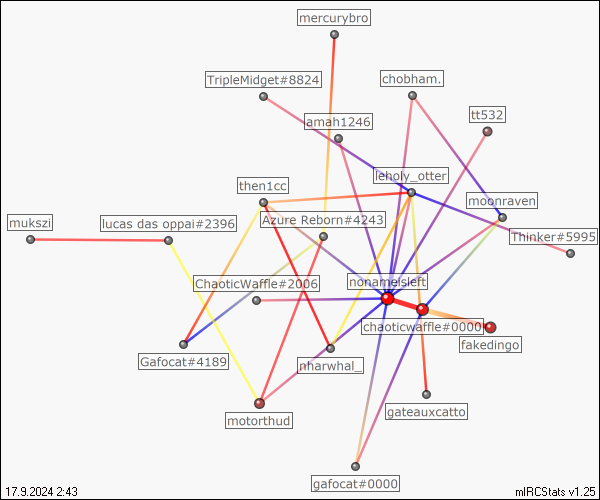 mercurybro
TripleMidget#8824
chobham.
amah1246
tt532
leholy_otter
then1cc
moonraven
Azure Reborn#4243
mukszi
lucas das oppai#2396
Thinker#5995
nonameisleft
ChaoticWaffle#2006
chaoticwaffle#0000
fakedingo
Gafocat#4189
nharwhal_
gateauxcatto
motorthud
gafocat#0000
17.9.2024 2:43
mIRCStats v1.25